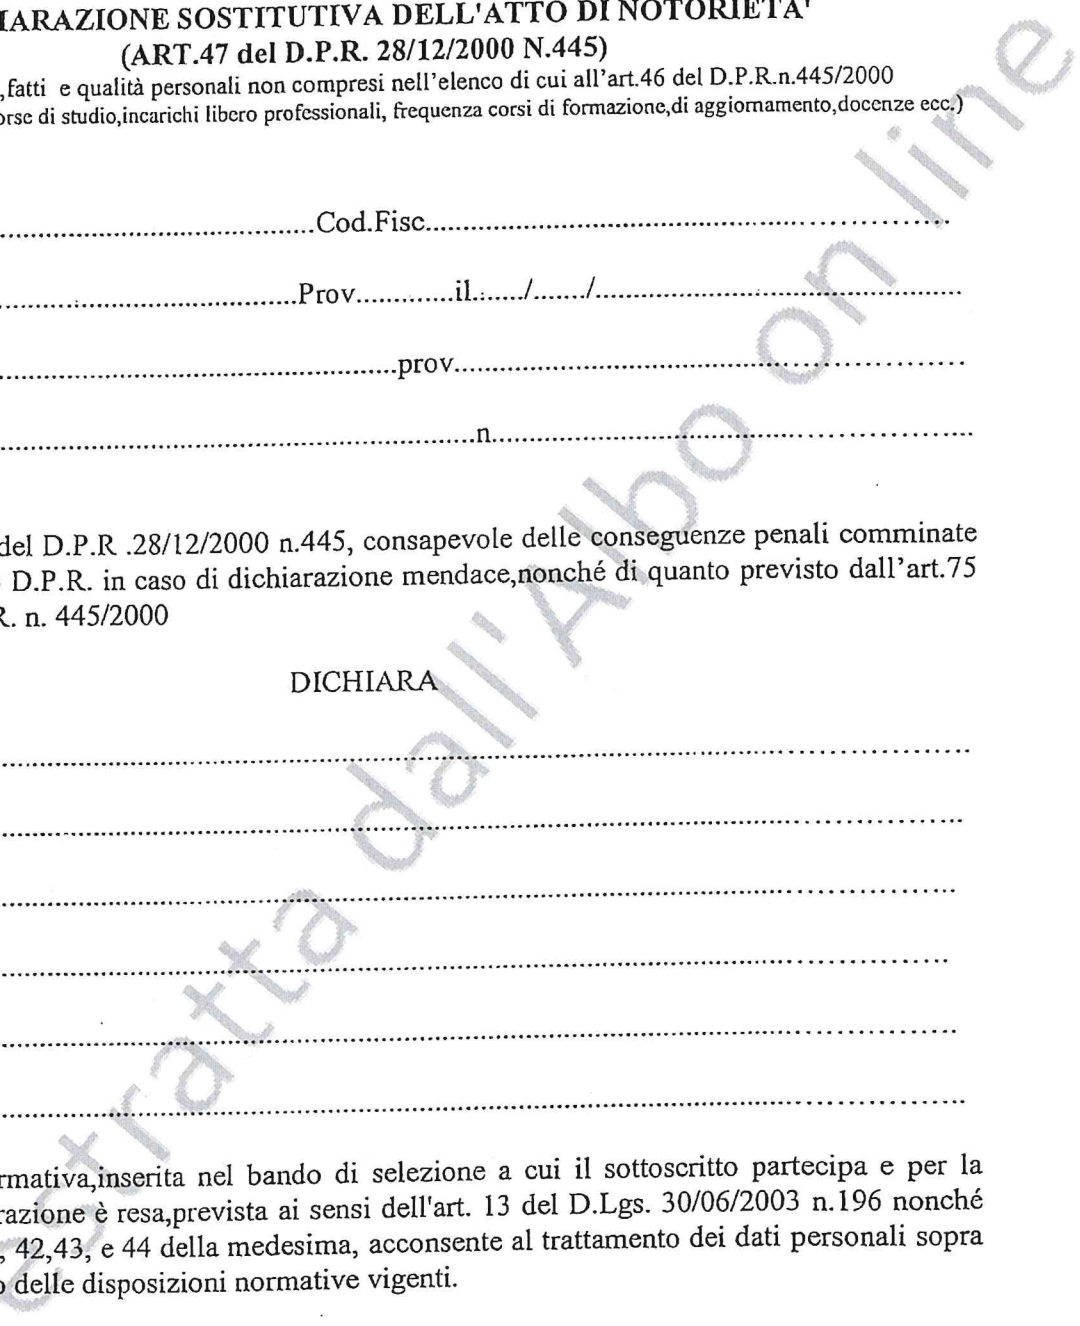 IARAZIONE SOSTITUTIVA DELL'ATTO DI NOTORIETA'
(ART.47 del D.P.R. 28/12/2000 N.445)
,fatti e qualità personali non compresi nell'elenco di cui all'art.46 del D.P.R.n.445/2000
orse di studio,incarichi libero professionali, frequenza corsi di formazione,di aggiornamento,docenze ecc.)
..........................................Cod.Fisc......................................................................
........................................Prov.............il....../......./................................................
.....................................................prov....................................................................
...............................................................n................................................................
del D.P.R .28/12/2000 n.445, consapevole delle conseguenze penali comminate
D.P.R. in caso di dichiarazione mendace,nonché di quanto previsto dall'art.75
R. n. 445/2000
DICHIARA
................................................................................................................................
................................................................................................................................
................................................................................................................................
................................................................................................................................
................................................................................................................................
................................................................................................................................
rmativa,inserita nel bando di selezione a cui il sottoscritto partecipa e per la
razione è resa,prevista ai sensi dell'art. 13 del D.Lgs. 30/06/2003 n.196 nonché
, 42,43, e 44 della medesima, acconsente al trattamento dei dati personali sopra
o delle disposizioni normative vigenti.
estratta dall'Albo on line